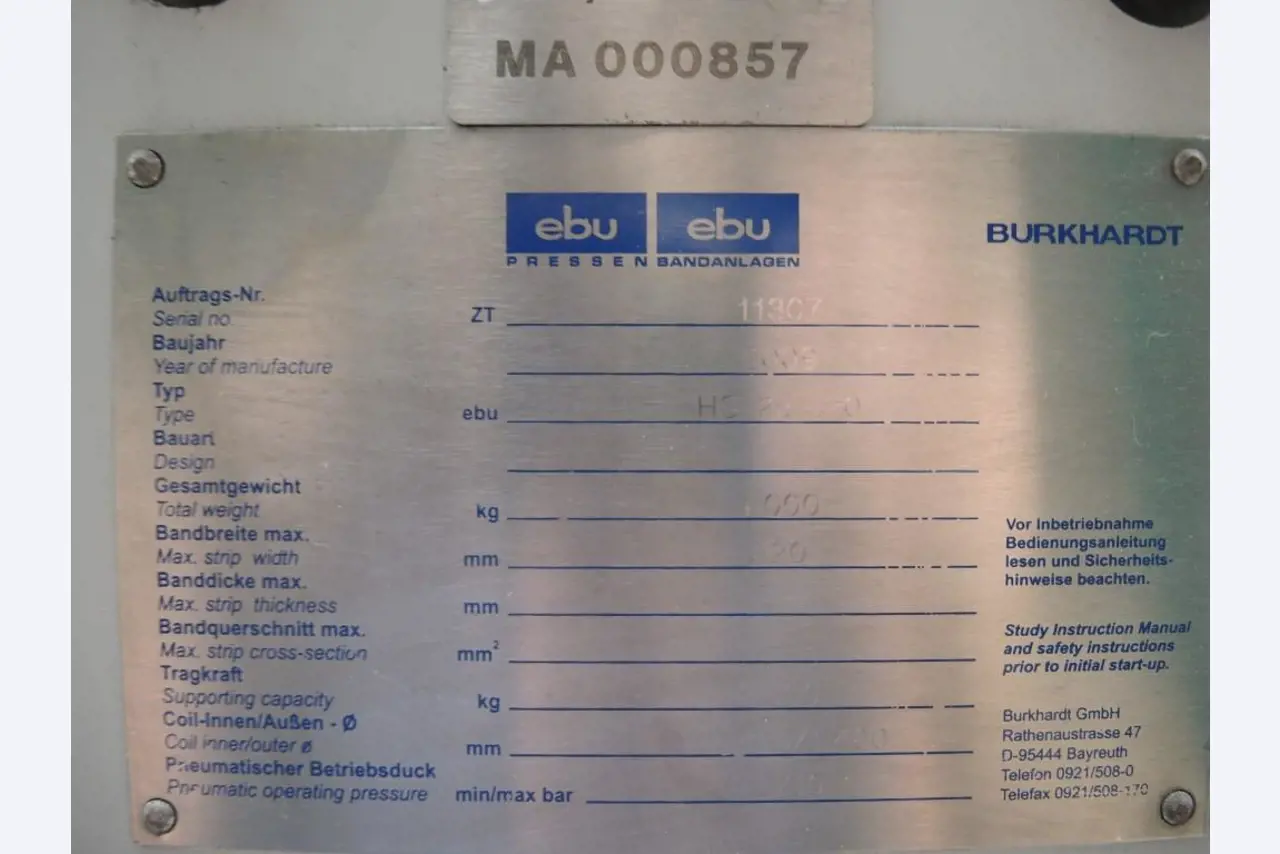 MA 000857
ebu ebu
PRESSEN BANDANLAGEN
BURKHARDT
Auftrags-Nr.
Serial no. ZT
Baujahr
Year of manufacture
Typ
Type ebu
Bauart
Design
Gesamtgewicht
Total weight kg
Bandbreite max.
Max. strip width mm
Banddicke max.
Max. strip thickness mm
Bandquerschnitt max.
Max. strip cross-section mm²
Tragkraft
Supporting capacity kg
Coil-Innen/Außen - Ø
Coil inner/outer ø mm
Pneumatischer Betriebsduck
Pneumatic operating pressure min/max bar
Vor Inbetriebnahme
Bedienungsanleitung
lesen und Sicherheits-
hinweise beachten.
Study Instruction Manual
and safety instructions
prior to initial start-up.
Burkhardt GmbH
Rathenaustrasse 47
D-95444 Bayreuth
Telefon 0921/508-0
Telefax 0921/508-170